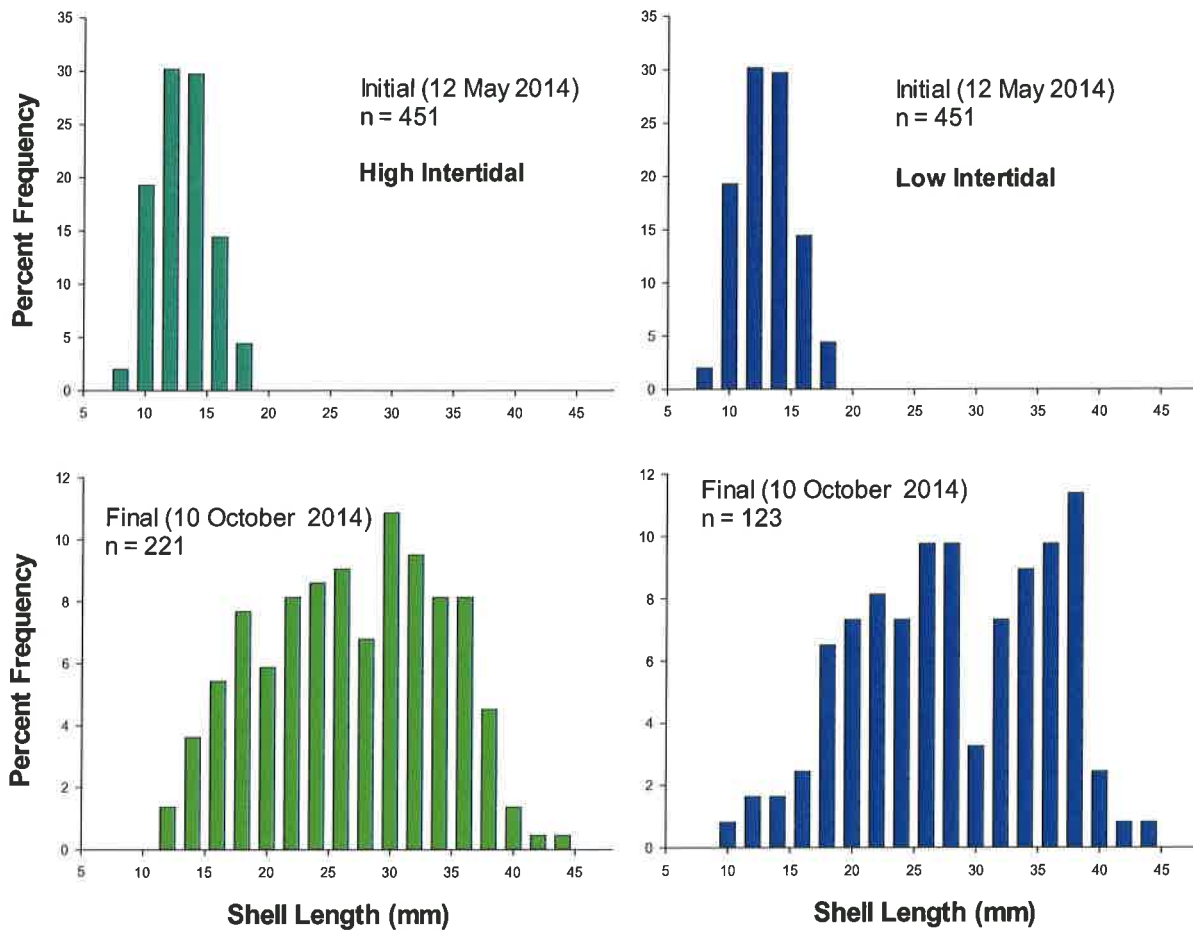 Percent Frequency
35
30
25
20
15
10
5
0
5 10 15 20 25 30 35 40 45
Initial (12 May 2014)
n = 451
High Intertidal
35
30
25
20
15
10
5
0
5 10 15 20 25 30 35 40 45
Initial (12 May 2014)
n = 451
Low Intertidal
Percent Frequency
12
10
8
6
4
2
0
5 10 15 20 25 30 35 40 45
Final (10 October 2014)
n = 221
Shell Length (mm)
12
10
8
6
4
2
0
5 10 15 20 25 30 35 40 45
Final (10 October 2014)
n = 123
Shell Length (mm)